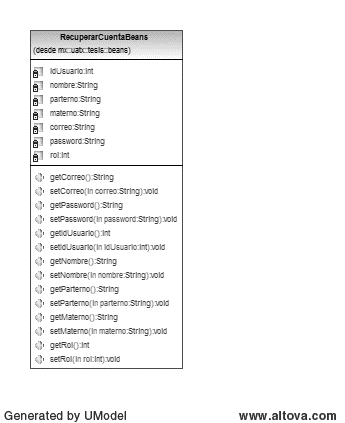 RecuperarCuentaBeans
(desde mx::uatx::tesis::beans)
idUsuario:int
nombre:String
parterno:String
materno:String
correo:String
password:String
rol:int
getCorreo():String
setCorreo(in correo:String):void
getPassword():String
setPassword(in password:String):void
getIdUsuario():int
setIdUsuario(in idUsuario:int):void
getNombre():String
setNombre(in nombre:String):void
getParterno():String
setParterno(in parterno:String):void
getMaterno():String
setMaterno(in materno:String):void
getRol():int
setRol(in rol:int):void
Generated by UModel www.altova.com